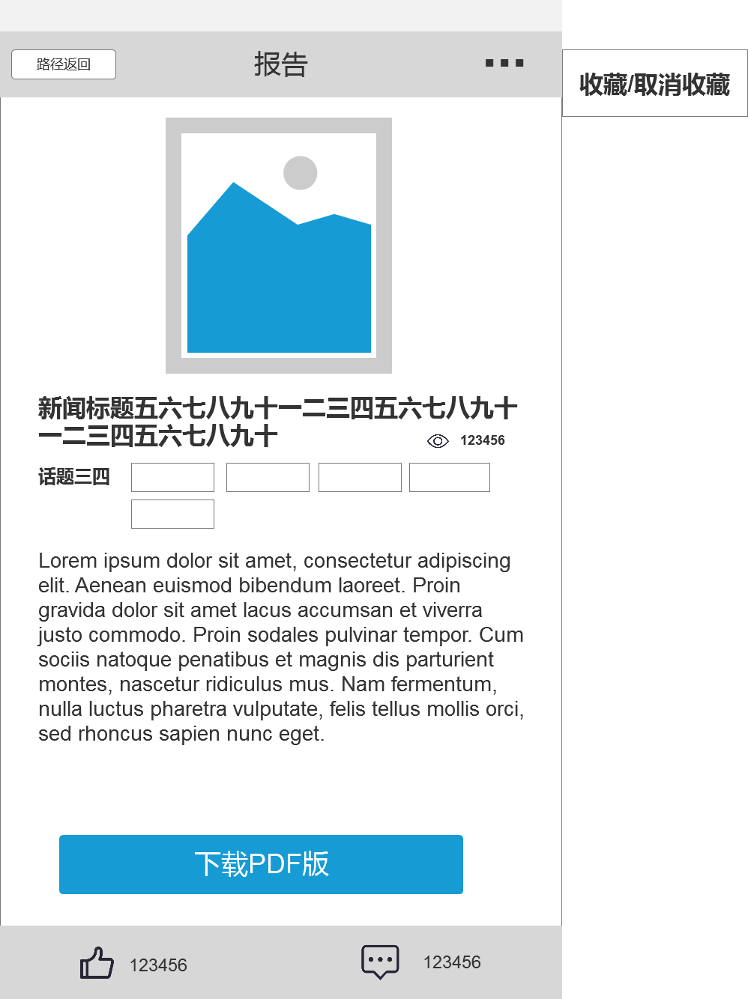 路径返回
报告
收藏/取消收藏
新闻标题五六七八九十一二三四五六七八九十
一二三四五六七八九十
123456
话题三四
Lorem ipsum dolor sit amet, consectetur adipiscing
elit. Aenean euismod bibendum laoreet. Proin
gravida dolor sit amet lacus accumsan et viverra
justo commodo. Proin sodales pulvinar tempor. Cum
sociis natoque penatibus et magnis dis parturient
montes, nascetur ridiculus mus. Nam fermentum,
nulla luctus pharetra vulputate, felis tellus mollis orci,
sed rhoncus sapien nunc eget.
下载PDF版
123456
123456